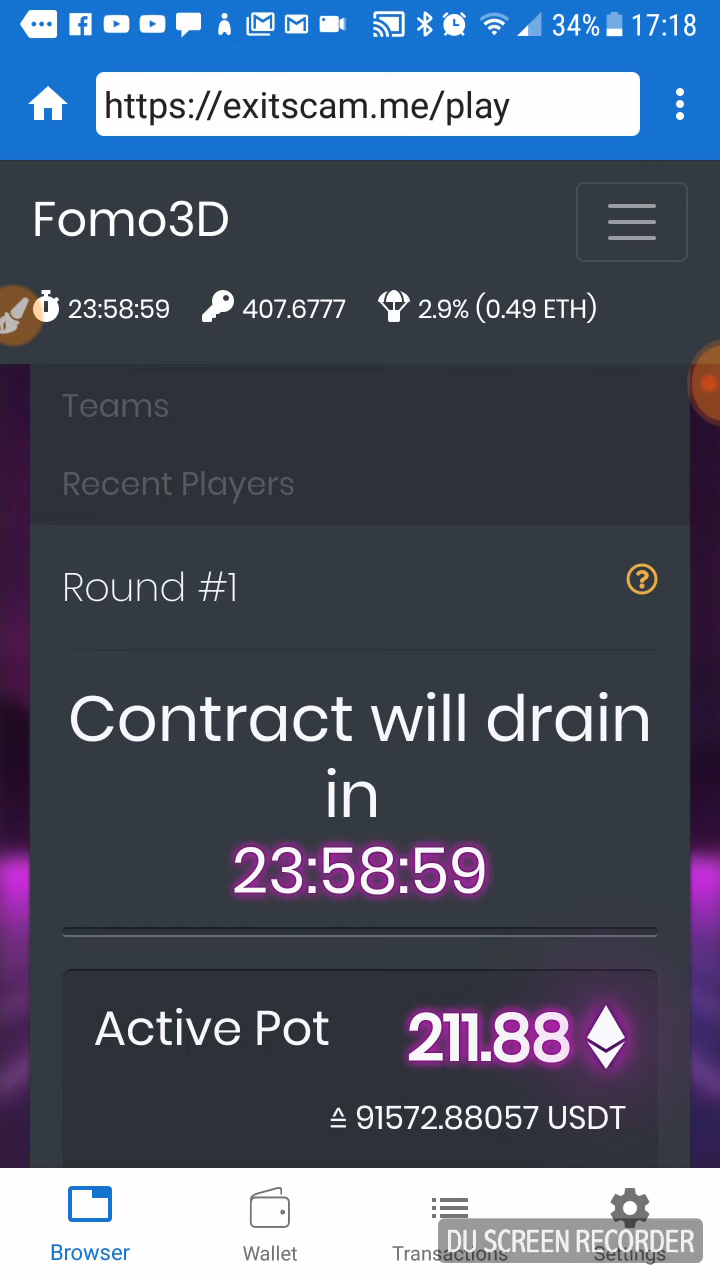 34% 17:18
https://exitscam.me/play
Fomo3D
23:58:59 407.6777 2.9% (0.49 ETH)
Teams
Recent Players
Round #1
?
Contract will drain
in
23:58:59
Active Pot 211.88
≙ 91572.88057 USDT
Browser Wallet Transactions Settings
DU SCREEN RECORDER